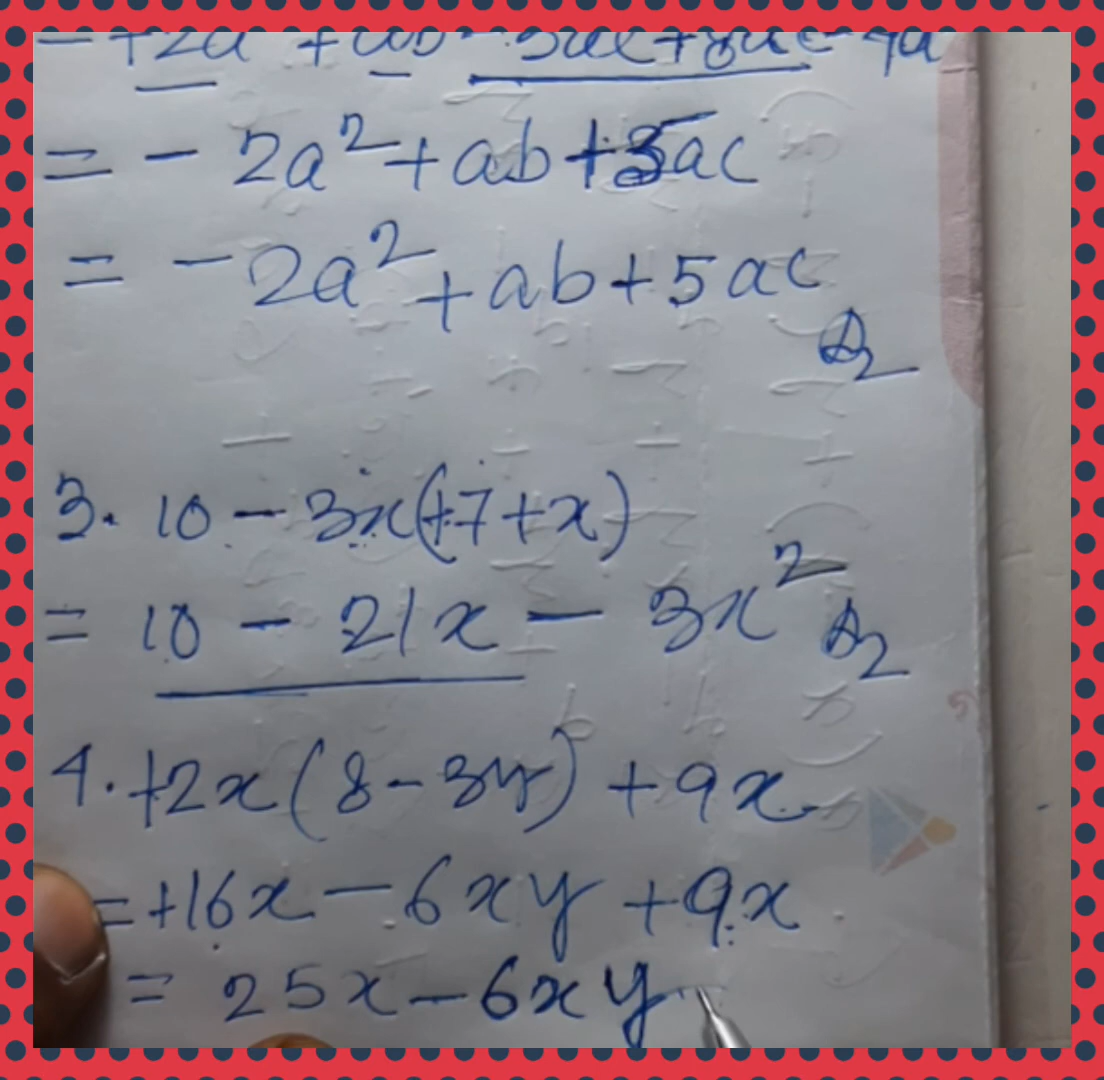 = - 2a² + ab + 5ac
= - 2a² + ab + 5ac
3. 10 - 3x(+7+x)
= 10 - 21x - 3x²
4. +2x(8-3y) + 9x
= +16x - 6xy + 9x
= 25x - 6xy